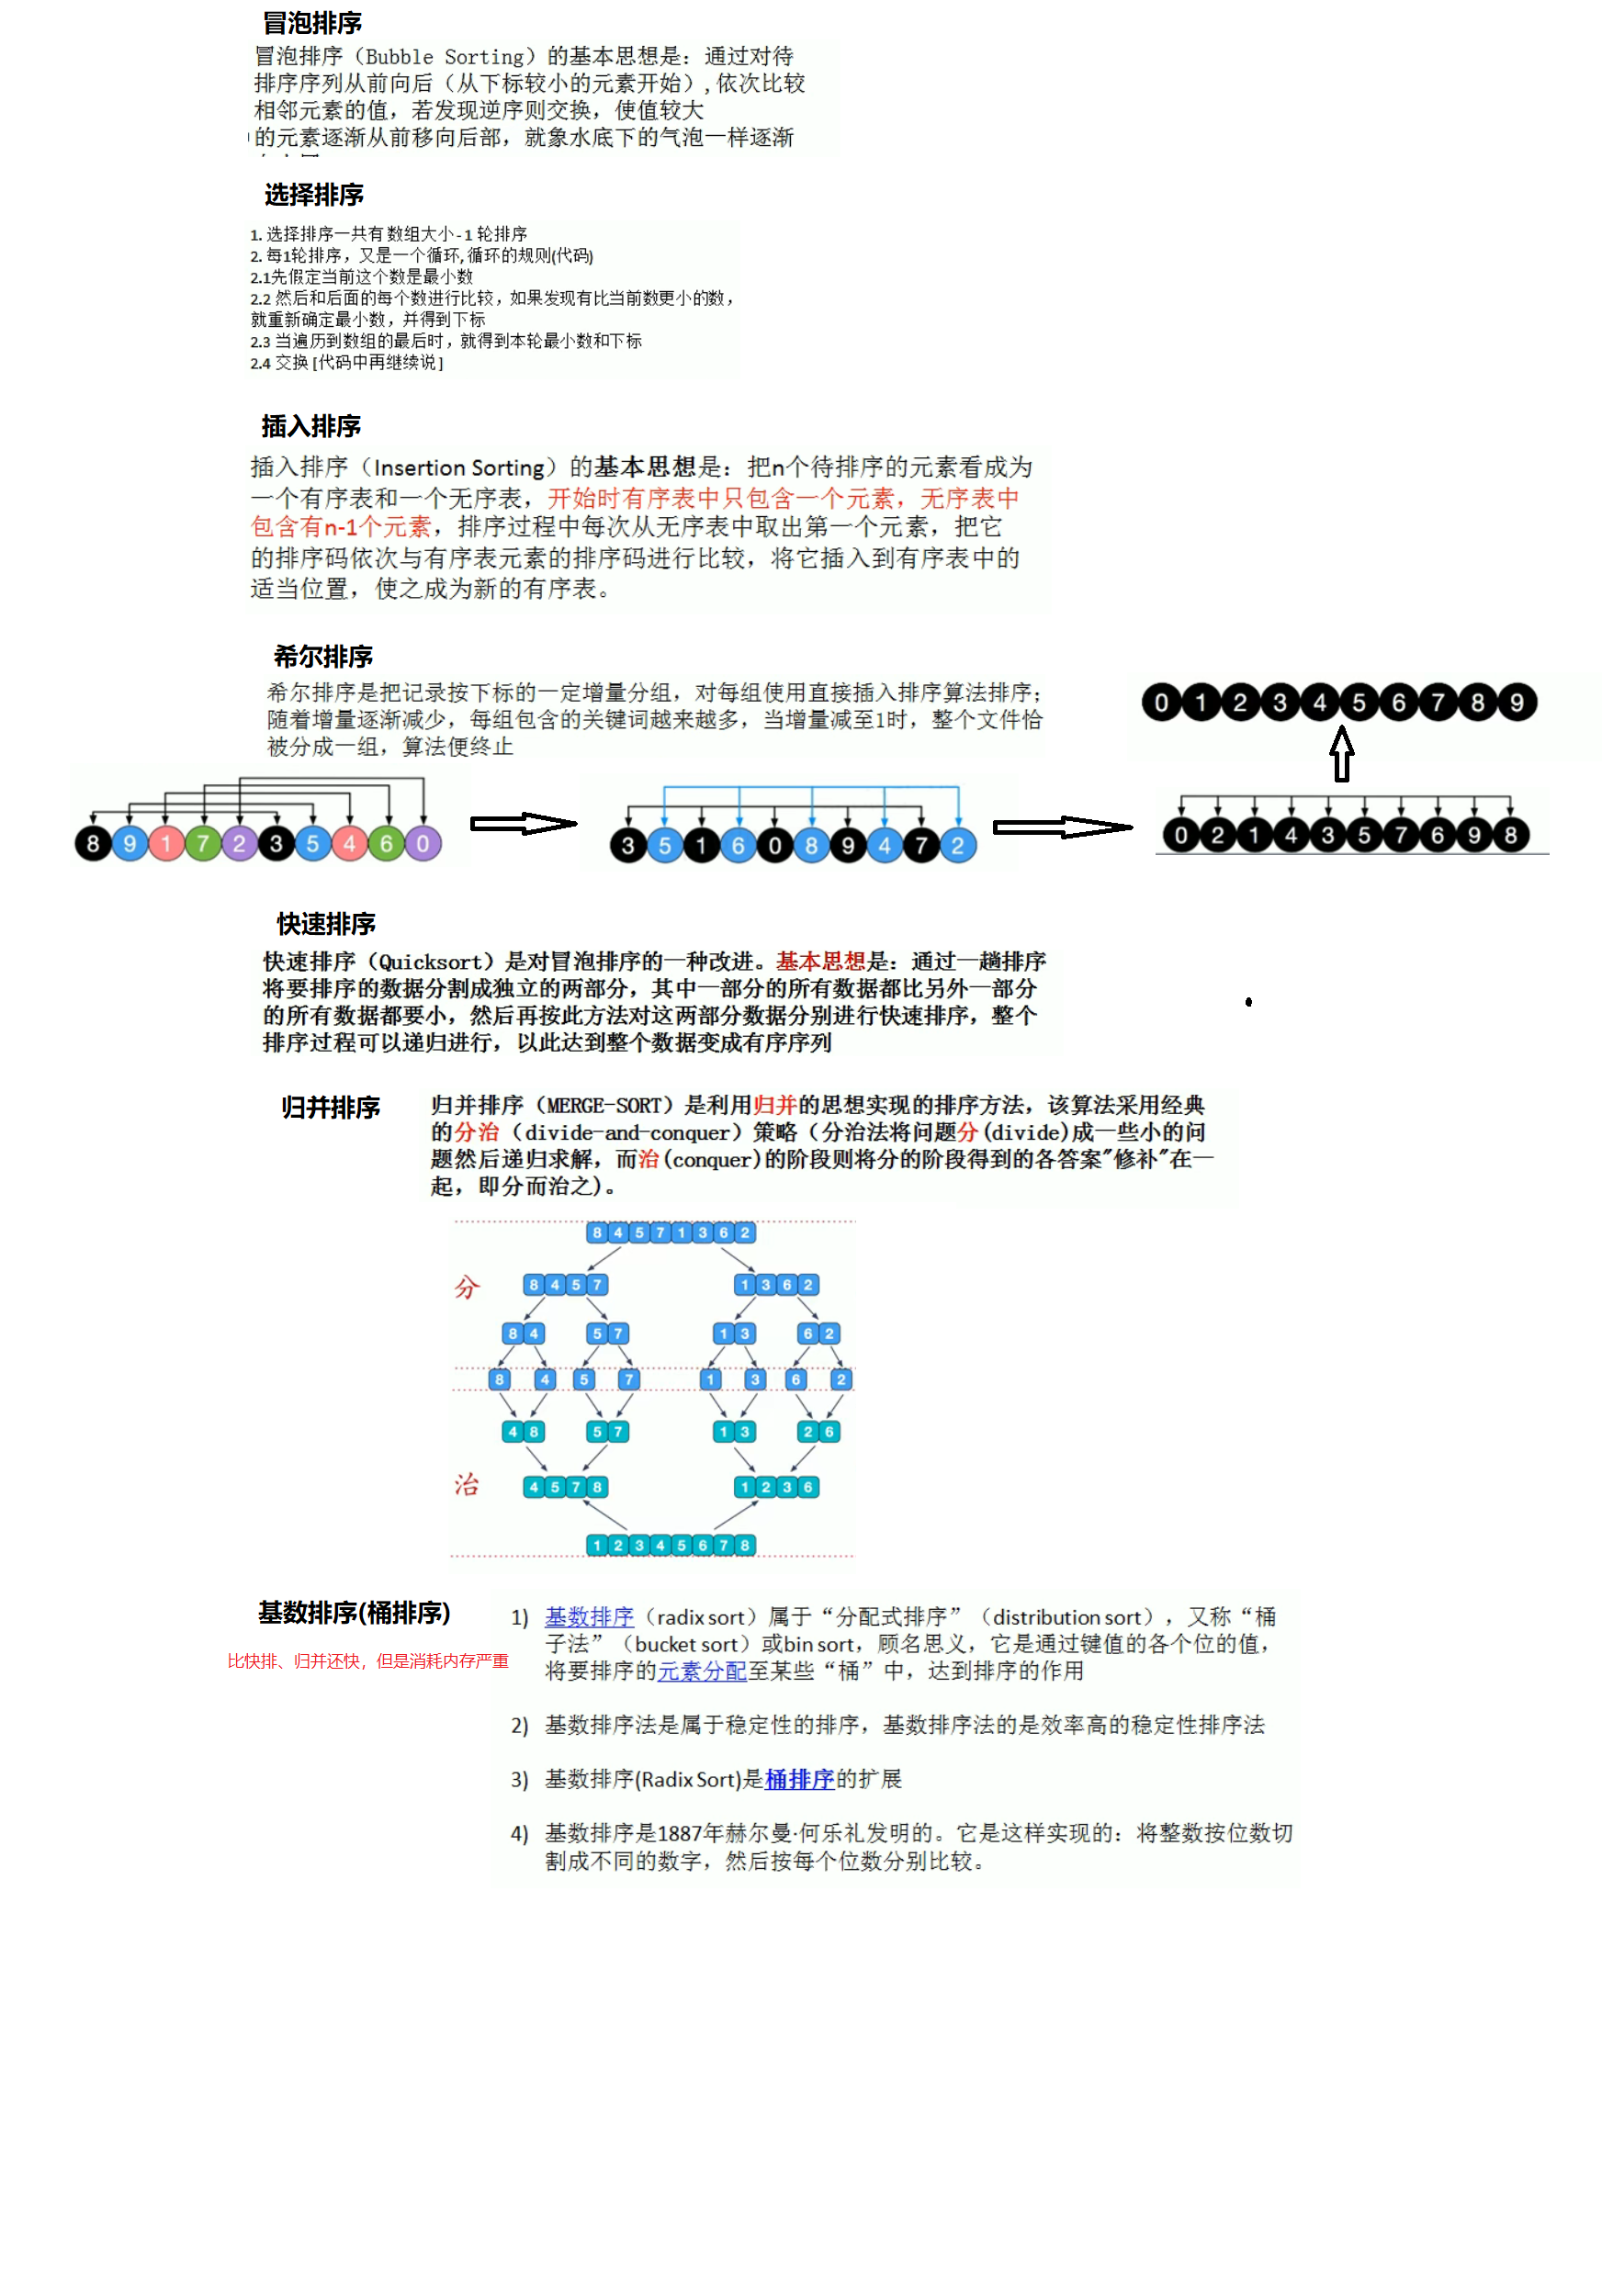 冒泡排序
冒泡排序（Bubble Sorting）的基本思想是：通过对待
排序序列从前向后（从下标较小的元素开始）,依次比较
相邻元素的值，若发现逆序则交换，使值较大
的元素逐渐从前移向后部，就象水底下的气泡一样逐渐
选择排序
1. 选择排序一共有 数组大小 - 1 轮排序
2. 每1轮排序，又是一个循环, 循环的规则(代码)
2.1先假定当前这个数是最小数
2.2 然后和后面的每个数进行比较，如果发现有比当前数更小的数，
就重新确定最小数，并得到下标
2.3 当遍历到数组的最后时，就得到本轮最小数和下标
2.4 交换 [代码中再继续说 ]
插入排序
插入排序（Insertion Sorting）的基本思想是：把n个待排序的元素看成为
一个有序表和一个无序表，开始时有序表中只包含一个元素，无序表中
包含有n-1个元素，排序过程中每次从无序表中取出第一个元素，把它
的排序码依次与有序表元素的排序码进行比较，将它插入到有序表中的
适当位置，使之成为新的有序表。
希尔排序
希尔排序是把记录按下标的一定增量分组，对每组使用直接插入排序算法排序；
随着增量逐渐减少，每组包含的关键词越来越多，当增量减至1时，整个文件恰
被分成一组，算法便终止
0 1 2 3 4 5 6 7 8 9
8 9 1 7 2 3 5 4 6 0
3 5 1 6 0 8 9 4 7 2
0 2 1 4 3 5 7 6 9 8
快速排序
快速排序（Quicksort）是对冒泡排序的一种改进。基本思想是：通过一趟排序
将要排序的数据分割成独立的两部分，其中一部分的所有数据都比另外一部分
的所有数据都要小，然后再按此方法对这两部分数据分别进行快速排序，整个
排序过程可以递归进行，以此达到整个数据变成有序序列
归并排序
归并排序（MERGE-SORT）是利用归并的思想实现的排序方法，该算法采用经典
的分治（divide-and-conquer）策略（分治法将问题分(divide)成一些小的问
题然后递归求解，而治(conquer)的阶段则将分的阶段得到的各答案"修补"在一
起，即分而治之)。
8 4 5 7 1 3 6 2
分
8 4 5 7 1 3 6 2
8 4 5 7 1 3 6 2
8 4 5 7 1 3 6 2
4 8 5 7 1 3 2 6
治
4 5 7 8 1 2 3 6
1 2 3 4 5 6 7 8
基数排序(桶排序)
比快排、归并还快，但是消耗内存严重
1) 基数排序（radix sort）属于“分配式排序”（distribution sort），又称“桶
子法”（bucket sort）或bin sort，顾名思义，它是通过键值的各个位的值，
将要排序的元素分配至某些“桶”中，达到排序的作用
2) 基数排序法是属于稳定性的排序，基数排序法的是效率高的稳定性排序法
3) 基数排序(Radix Sort)是桶排序的扩展
4) 基数排序是1887年赫尔曼·何乐礼发明的。它是这样实现的：将整数按位数切
割成不同的数字，然后按每个位数分别比较。